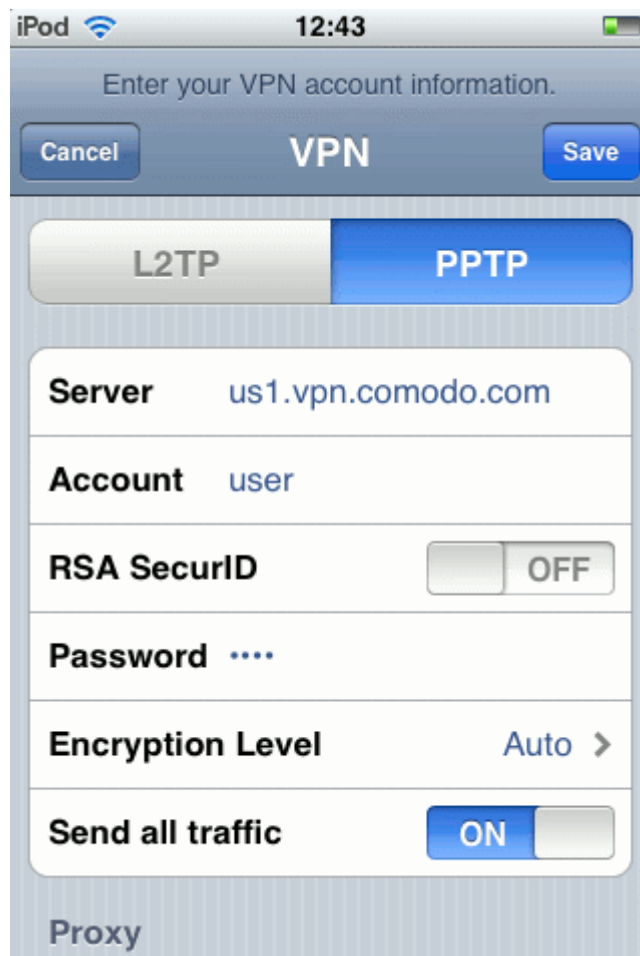 iPod 12:43
Enter your VPN account information.
Cancel VPN Save
L2TP PPTP
Server us1.vpn.comodo.com
Account user
RSA SecurID OFF
Password ••••
Encryption Level Auto >
Send all traffic ON
Proxy